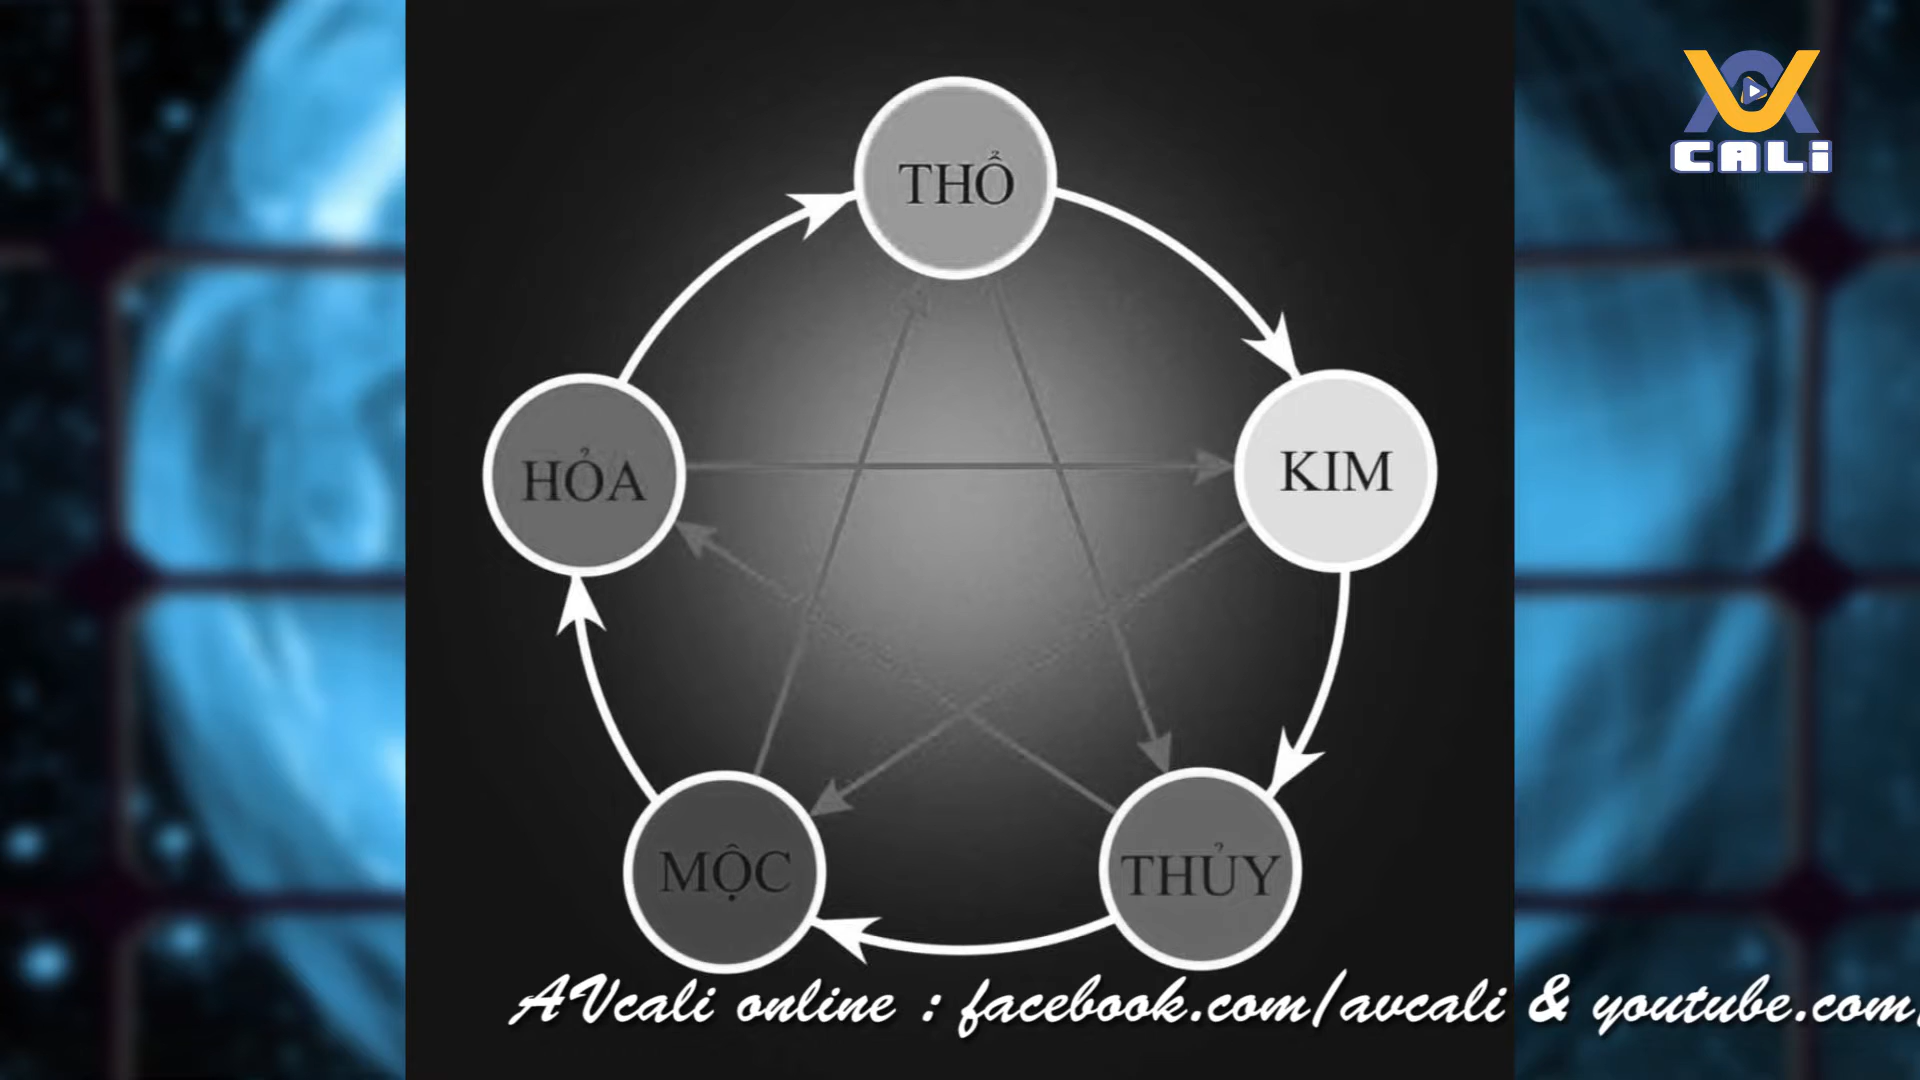 CALi
THỔ
HỎA
KIM
MỘC
THỦY
AVcali online : facebook.com/avcali & youtube.com/